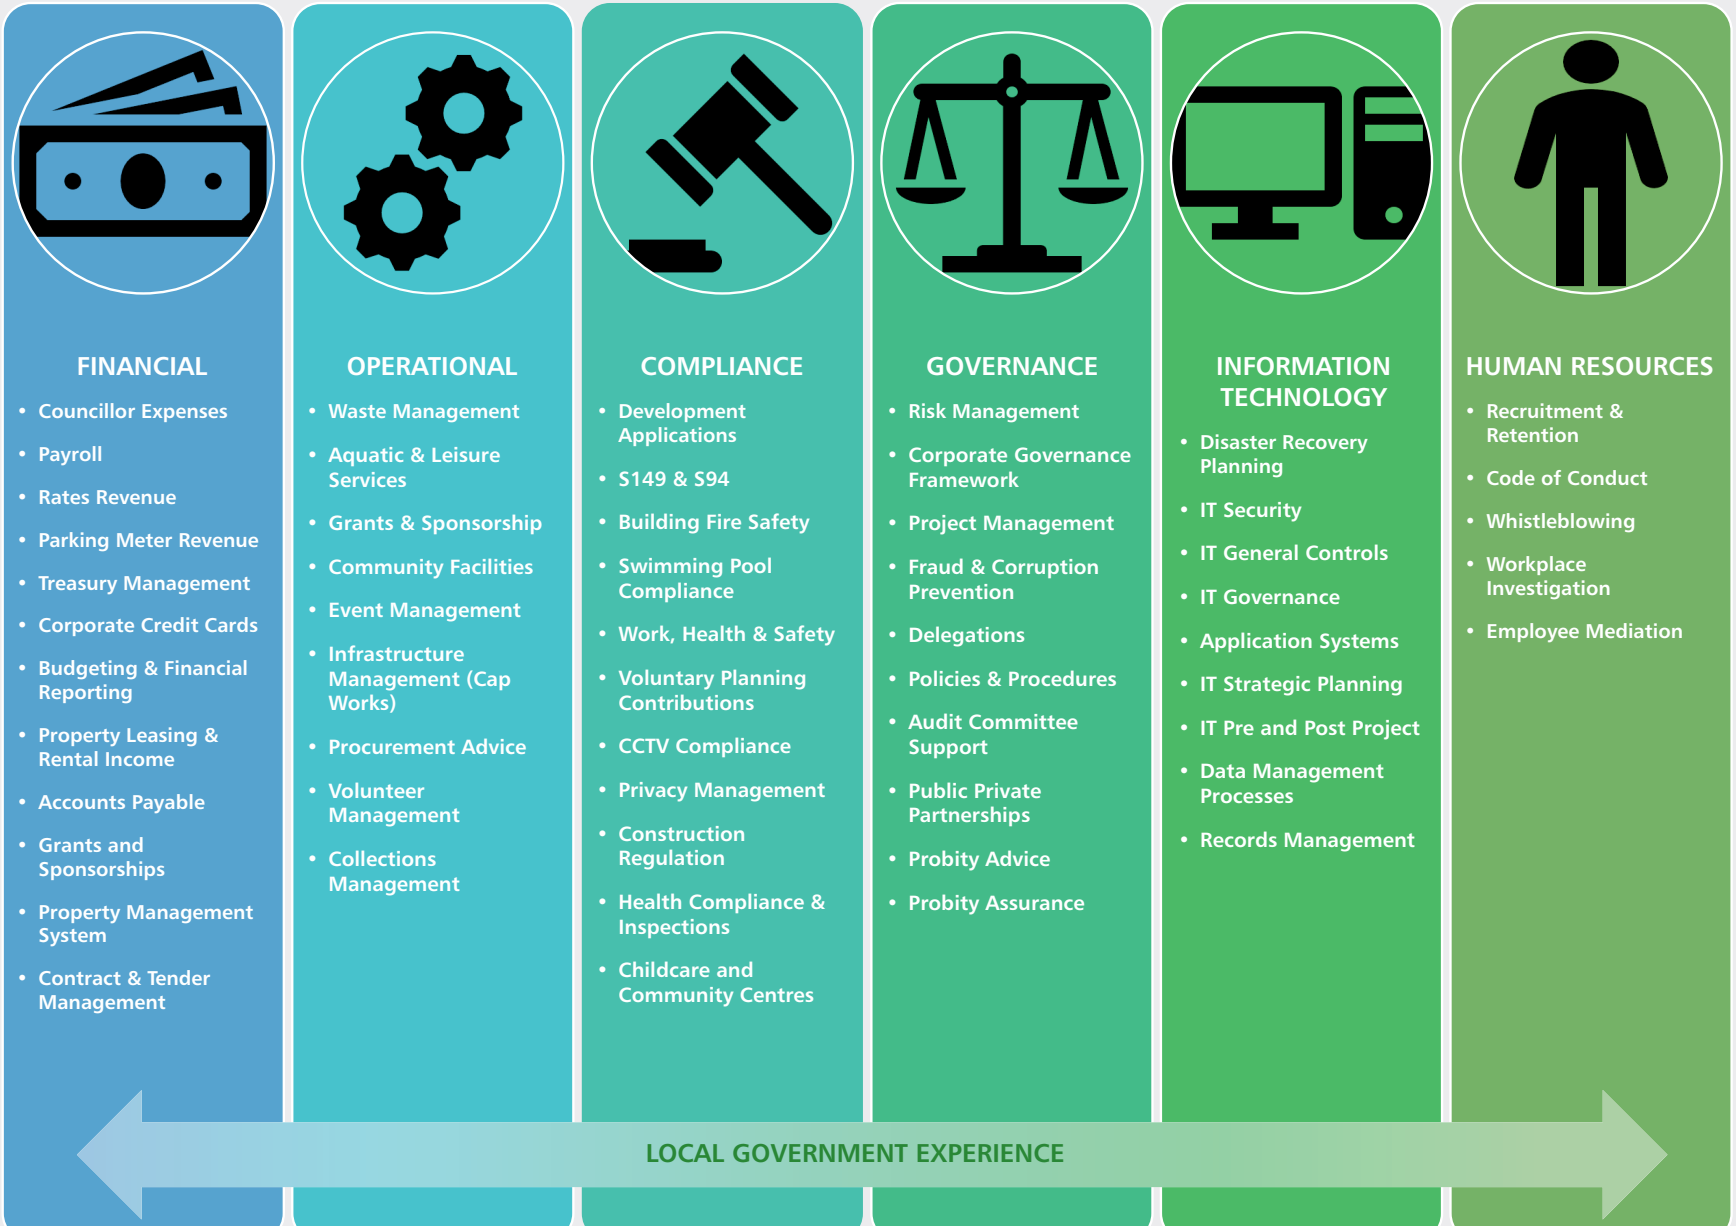 FINANCIAL
• Councillor Expenses
• Payroll
• Rates Revenue
• Parking Meter Revenue
• Treasury Management
• Corporate Credit Cards
• Budgeting & Financial
Reporting
• Property Leasing &
Rental Income
• Accounts Payable
• Grants and
Sponsorships
• Property Management
System
• Contract & Tender
Management
OPERATIONAL
• Waste Management
• Aquatic & Leisure
Services
• Grants & Sponsorship
• Community Facilities
• Event Management
• Infrastructure
Management (Cap
Works)
• Procurement Advice
• Volunteer
Management
• Collections
Management
COMPLIANCE
• Development
Applications
• S149 & S94
• Building Fire Safety
• Swimming Pool
Compliance
• Work, Health & Safety
• Voluntary Planning
Contributions
• CCTV Compliance
• Privacy Management
• Construction
Regulation
• Health Compliance &
Inspections
• Childcare and
Community Centres
GOVERNANCE
• Risk Management
• Corporate Governance
Framework
• Project Management
• Fraud & Corruption
Prevention
• Delegations
• Policies & Procedures
• Audit Committee
Support
• Public Private
Partnerships
• Probity Advice
• Probity Assurance
INFORMATION
TECHNOLOGY
• Disaster Recovery
Planning
• IT Security
• IT General Controls
• IT Governance
• Application Systems
• IT Strategic Planning
• IT Pre and Post Project
• Data Management
Processes
• Records Management
HUMAN RESOURCES
• Recruitment &
Retention
• Code of Conduct
• Whistleblowing
• Workplace
Investigation
• Employee Mediation
LOCAL GOVERNMENT EXPERIENCE